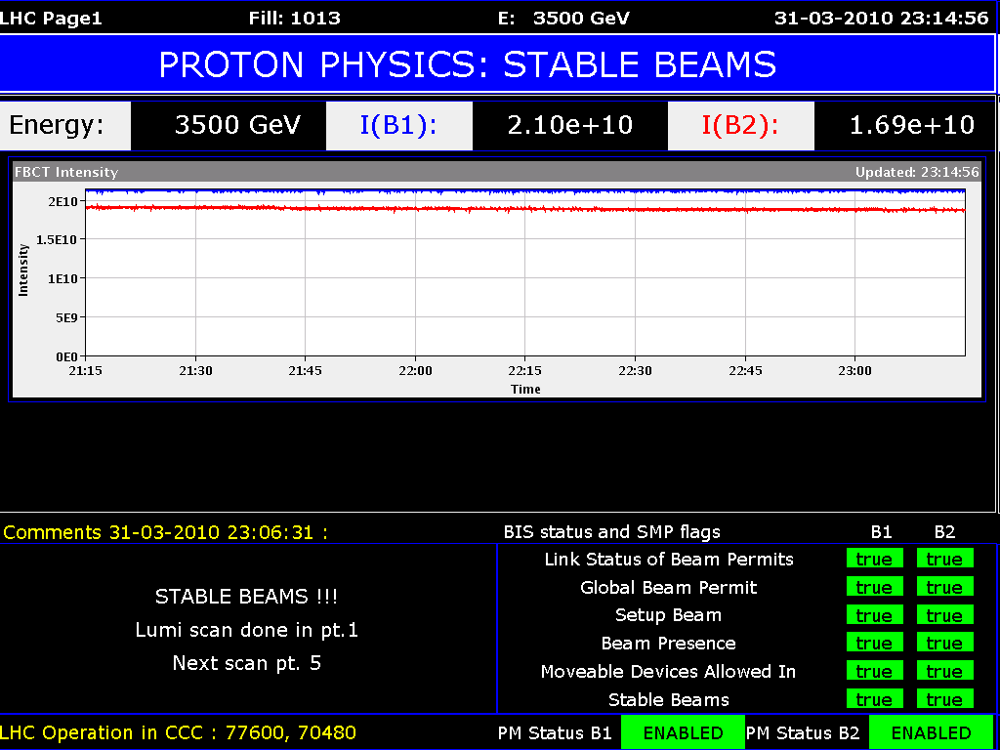 LHC Page1 Fill: 1013 E: 3500 GeV 31-03-2010 23:14:56
PROTON PHYSICS: STABLE BEAMS
Energy: 3500 GeV I(B1): 2.10e+10 I(B2): 1.69e+10
FBCT Intensity Updated: 23:14:56
2E10
1.5E10
1E10
5E9
0E0
Intensity
21:15 21:30 21:45 22:00 22:15 22:30 22:45 23:00
Time
Comments 31-03-2010 23:06:31 :
STABLE BEAMS !!!
Lumi scan done in pt.1
Next scan pt. 5
BIS status and SMP flags B1 B2
Link Status of Beam Permits true true
Global Beam Permit true true
Setup Beam true true
Beam Presence true true
Moveable Devices Allowed In true true
Stable Beams true true
LHC Operation in CCC : 77600, 70480 PM Status B1 ENABLED PM Status B2 ENABLED